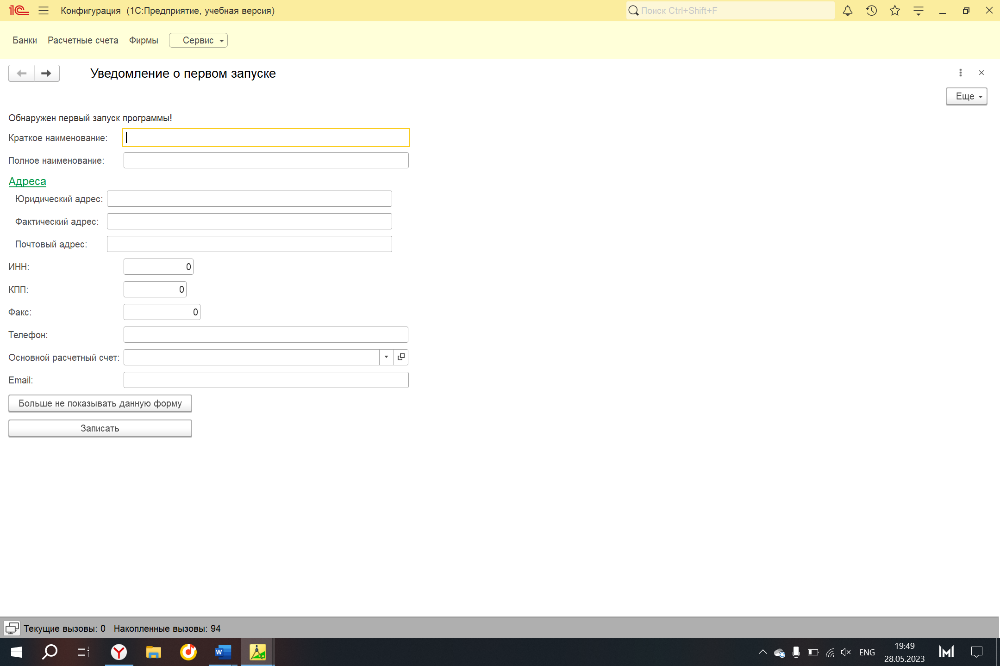 1С Конфигурация (1С:Предприятие, учебная версия) Поиск Ctrl+Shift+F
Банки Расчетные счета Фирмы Сервис
Уведомление о первом запуске
Еще
Обнаружен первый запуск программы!
Краткое наименование:
Полное наименование:
Адреса
Юридический адрес:
Фактический адрес:
Почтовый адрес:
ИНН: 0
КПП: 0
Факс: 0
Телефон:
Основной расчетный счет:
Email:
Больше не показывать данную форму
Записать
Текущие вызовы: 0 Накопленные вызовы: 94
W ENG 19:49
28.05.2023